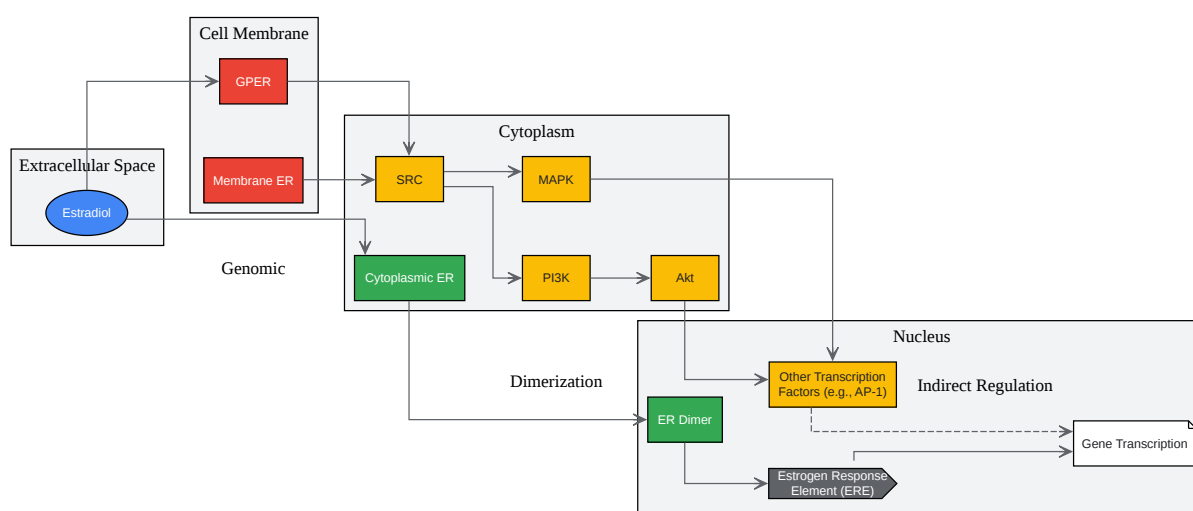 Cell Membrane
GPER
Membrane ER
Extracellular Space
Estradiol
Genomic
Cytoplasm
SRC
MAPK
Cytoplasmic ER
PI3K
Akt
Dimerization
Nucleus
Other Transcription
Factors (e.g., AP-1)
Indirect Regulation
ER Dimer
Gene Transcription
Estrogen Response
Element (ERE)